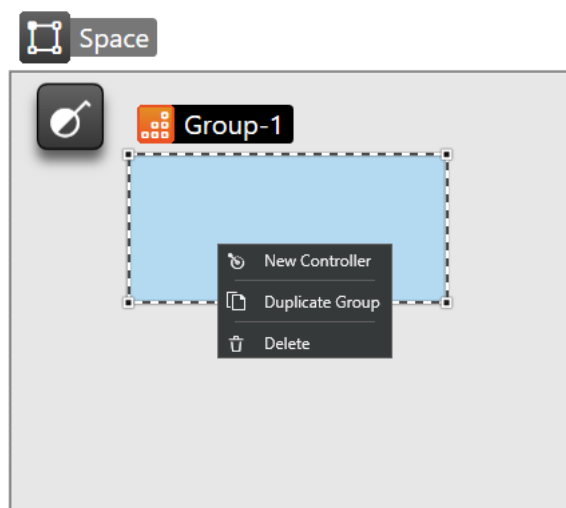 Space
Group-1
New Controller
Duplicate Group
Delete